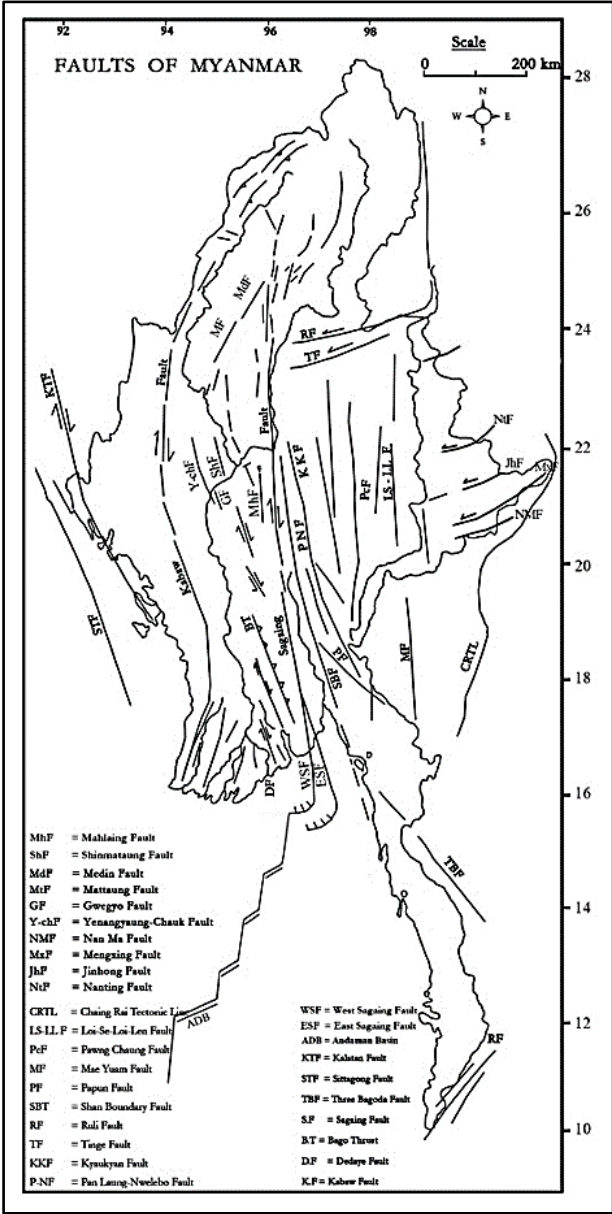 92 94 96 98
Scale
0 200 km
FAULTS OF MYANMAR
N
W E
S
28
26
24
22
20
18
16
14
12
10
MdF
MF
RF
TF
Fault
Fault
KTF
NtF
JhF
MxF
NMF
Y-chF
ShF
GF
MhF
K K F
P N F
PcF
LS - LL F
Kabaw
Sagaing
STF
BT
SBF
MF
CRTL
DF
WSF
ESF
TBF
ADB
RF
MhF = Mahlaing Fault
ShF = Shinmataung Fault
MdF = Medin Fault
MtF = Mattaung Fault
GF = Gwegyo Fault
Y-chF = Yenangyaung-Chauk Fault
NMF = Nan Ma Fault
MxF = Mengxing Fault
JhF = Jinhong Fault
NtF = Nanting Fault
CRTL = Chaing Rai Tectonic Lin
LS-LL F = Loi-Se-Loi-Len Fault
PcF = Pawng Chaung Fault
MF = Mae Yuam Fault
PF = Papun Fault
SBT = Shan Boundary Fault
RF = Ruli Fault
TF = Tinge Fault
KKF = Kyaukyan Fault
P-NF = Pan Laung-Nwelebo Fault
WSF = West Sagaing Fault
ESF = East Sagaing Fault
ADB = Andaman Basin
KTF = Kalatan Fault
STF = Sittagong Fault
TBF = Three Bagoda Fault
S.F = Sagaing Fault
B.T = Bago Thrust
D.F = Dedaye Fault
K.F = Kabaw Fault